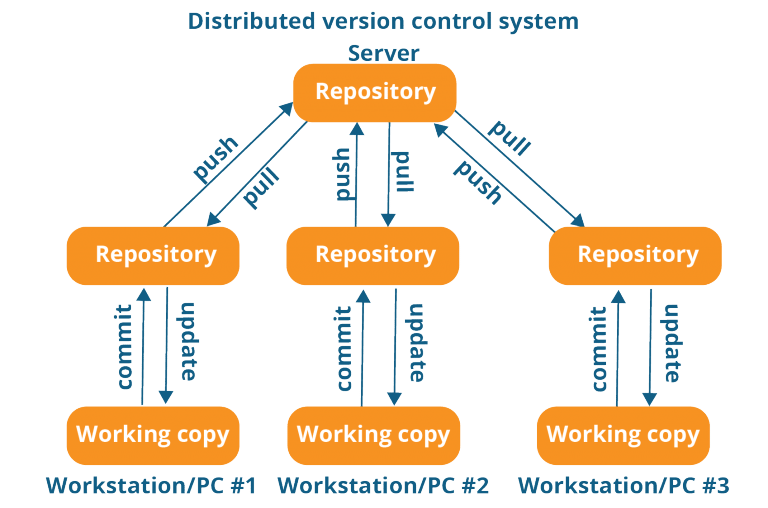 Distributed version control system
Server
Repository
push
pull
push
pull
push
pull
Repository
Repository
Repository
commit
update
commit
update
commit
update
Working copy
Working copy
Working copy
Workstation/PC #1
Workstation/PC #2
Workstation/PC #3